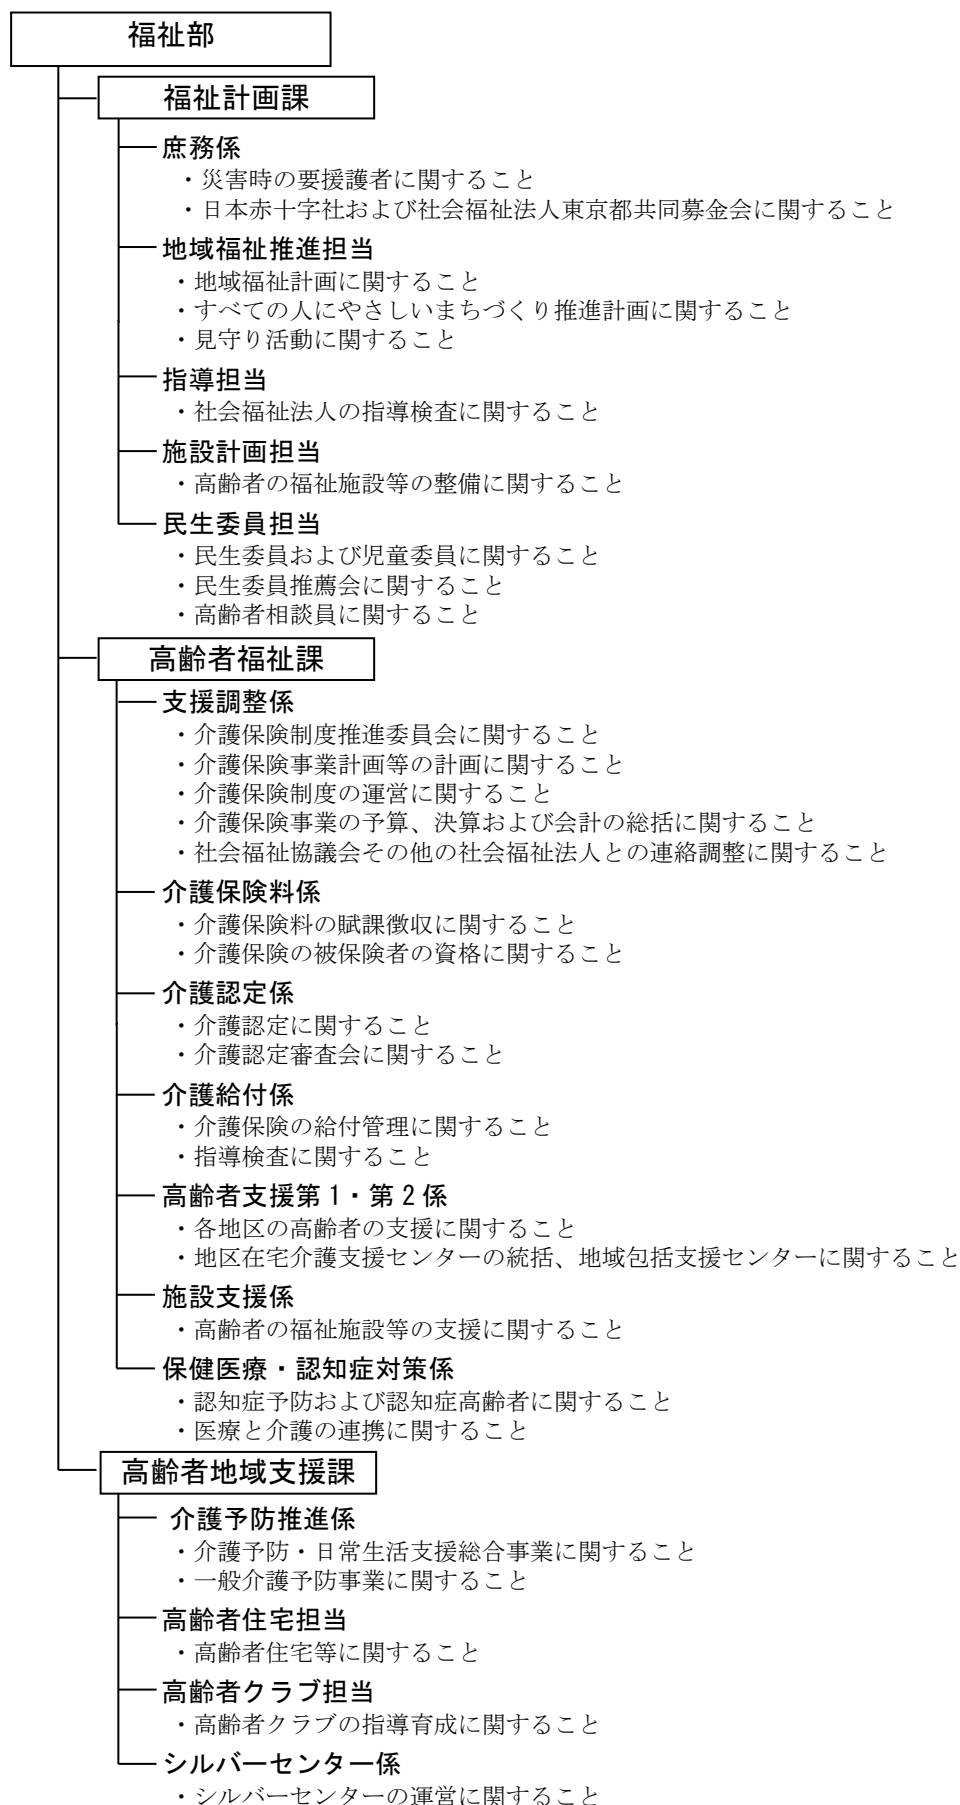 福祉部
福祉計画課
庶務係
・災害時の要援護者に関すること
・日本赤十字社および社会福祉法人東京都共同募金会に関すること
地域福祉推進担当
・地域福祉計画に関すること
・すべての人にやさしいまちづくり推進計画に関すること
・見守り活動に関すること
指導担当
・社会福祉法人の指導検査に関すること
施設計画担当
・高齢者の福祉施設等の整備に関すること
民生委員担当
・民生委員および児童委員に関すること
・民生委員推薦会に関すること
・高齢者相談員に関すること
高齢者福祉課
支援調整係
・介護保険制度推進委員会に関すること
・介護保険事業計画等の計画に関すること
・介護保険制度の運営に関すること
・介護保険事業の予算、決算および会計の総括に関すること
・社会福祉協議会その他の社会福祉法人との連絡調整に関すること
介護保険料係
・介護保険料の賦課徴収に関すること
・介護保険の被保険者の資格に関すること
介護認定係
・介護認定に関すること
・介護認定審査会に関すること
介護給付係
・介護保険の給付管理に関すること
・指導検査に関すること
高齢者支援第1・第2係
・各地区の高齢者の支援に関すること
・地区在宅介護支援センターの統括、地域包括支援センターに関すること
施設支援係
・高齢者の福祉施設等の支援に関すること
保健医療・認知症対策係
・認知症予防および認知症高齢者に関すること
・医療と介護の連携に関すること
高齢者地域支援課
介護予防推進係
・介護予防・日常生活支援総合事業に関すること
・一般介護予防事業に関すること
高齢者住宅担当
・高齢者住宅等に関すること
高齢者クラブ担当
・高齢者クラブの指導育成に関すること
シルバーセンター係
・シルバーセンターの運営に関すること